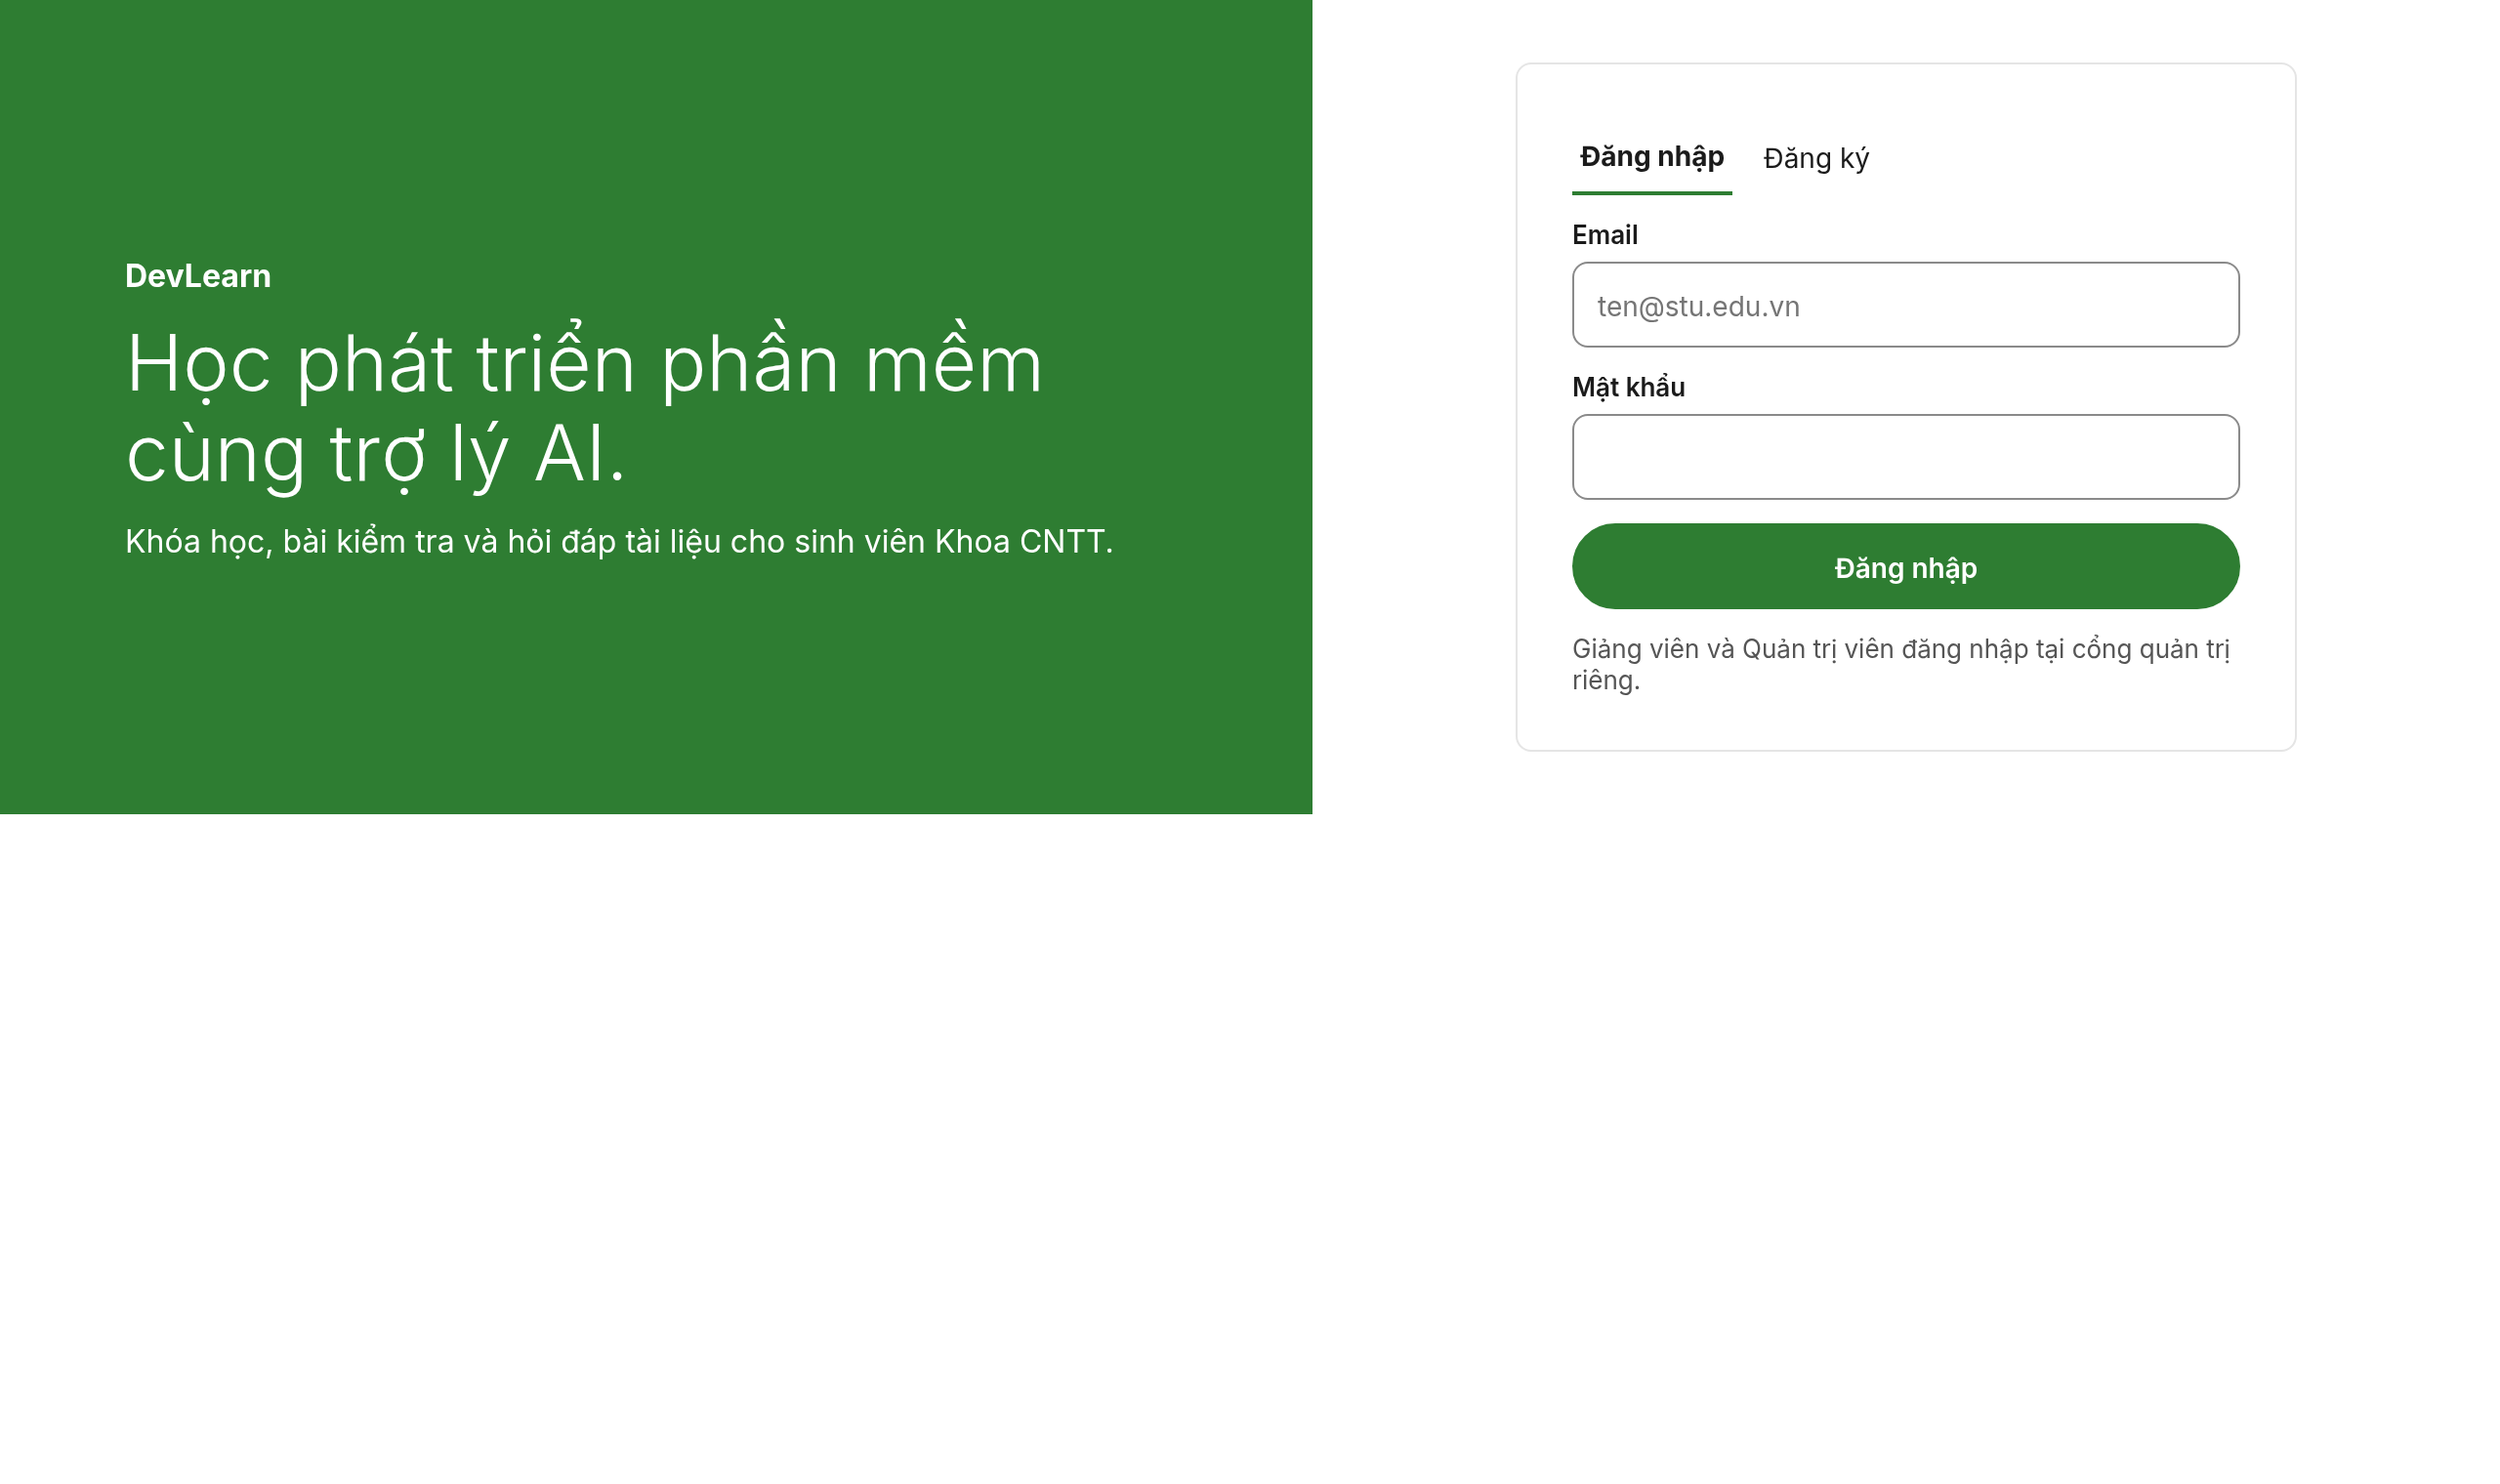 DevLearn
Học phát triển phần mềm
cùng trợ lý AI.
Khóa học, bài kiểm tra và hỏi đáp tài liệu cho sinh viên Khoa CNTT.
Đăng nhập
Đăng ký
Email
ten@stu.edu.vn
Mật khẩu
Đăng nhập
Giảng viên và Quản trị viên đăng nhập tại cổng quản trị
riêng.